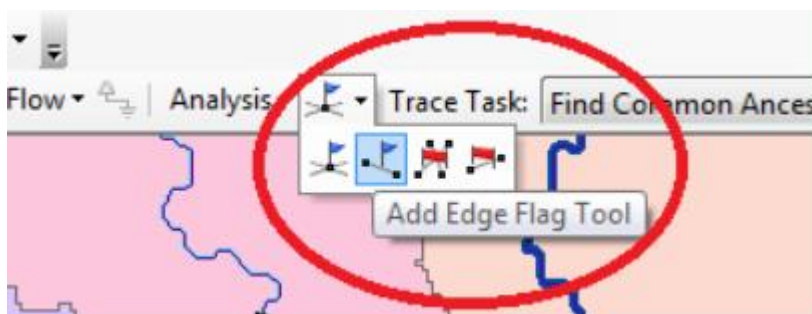 Flow Analysis Trace Task: Find Common Ances
Add Edge Flag Tool